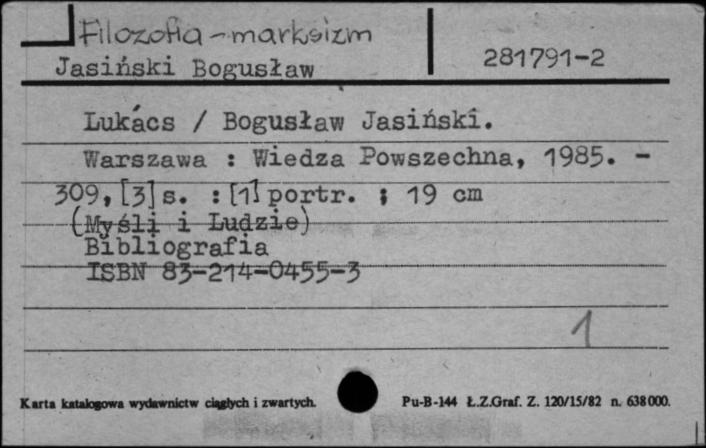 Filozofia – marksizm
Jasiński Bogusław 281791-2
Lukács / Bogusław Jasiński.
Warszawa : Wiedza Powszechna, 1985. -
309, [3] s. : [1] portr. ; 19 cm
(Myśli i Ludzie)
Bibliografia
ISBN 83-214-0455-3
1
Karta katalogowa wydawnictw ciągłych i zwartych. Pu-B-144 Ł.Z.Graf. Z. 120/15/82 n. 638 000.